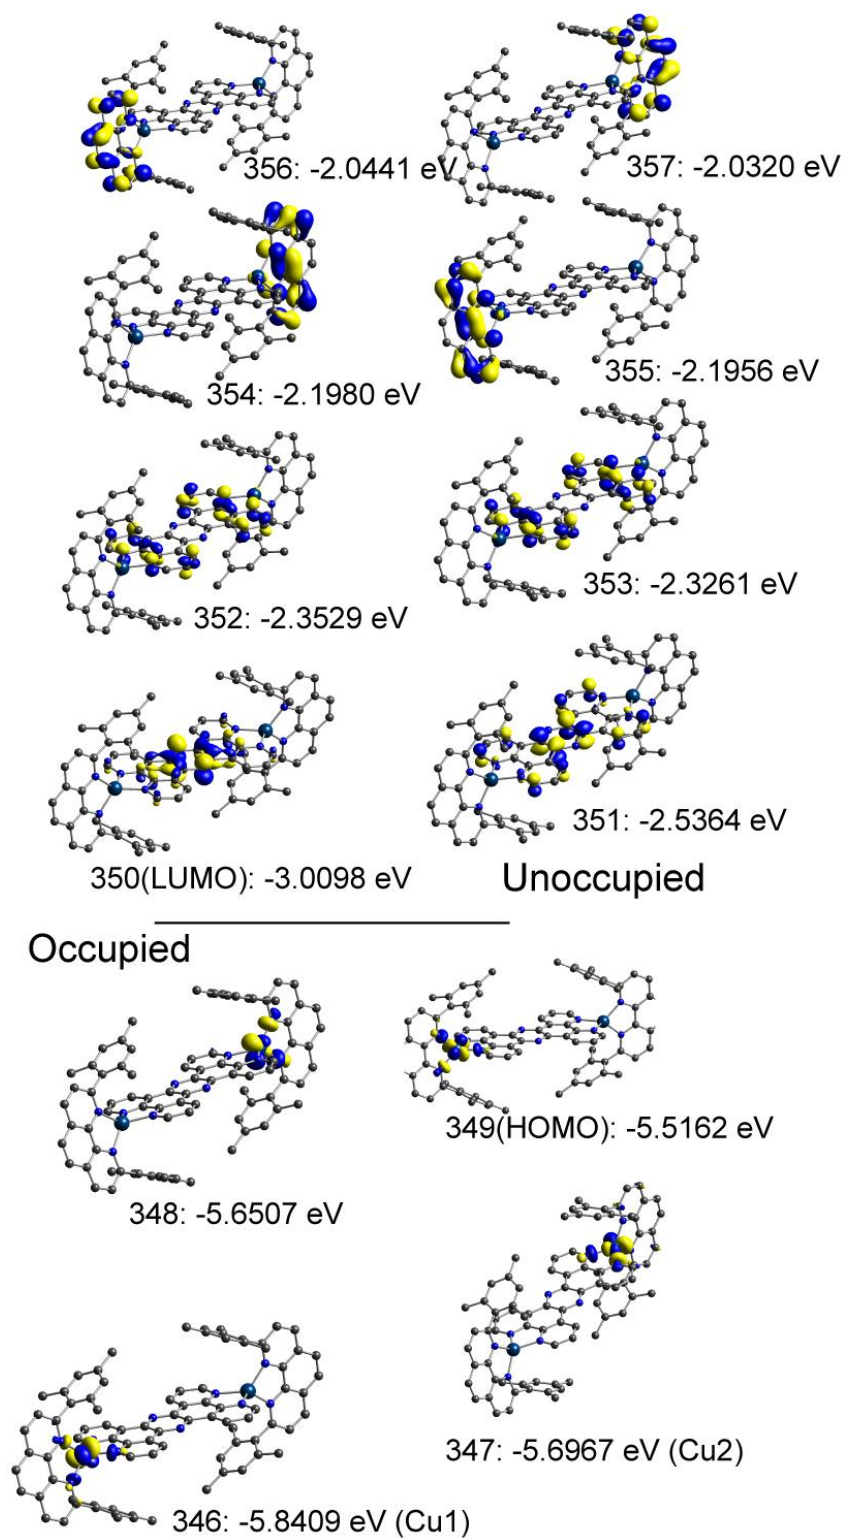 356: -2.0441 eV
357: -2.0320 eV
354: -2.1980 eV
355: -2.1956 eV
352: -2.3529 eV
353: -2.3261 eV
350(LUMO): -3.0098 eV
351: -2.5364 eV
Unoccupied
Occupied
348: -5.6507 eV
349(HOMO): -5.5162 eV
346: -5.8409 eV (Cu1)
347: -5.6967 eV (Cu2)